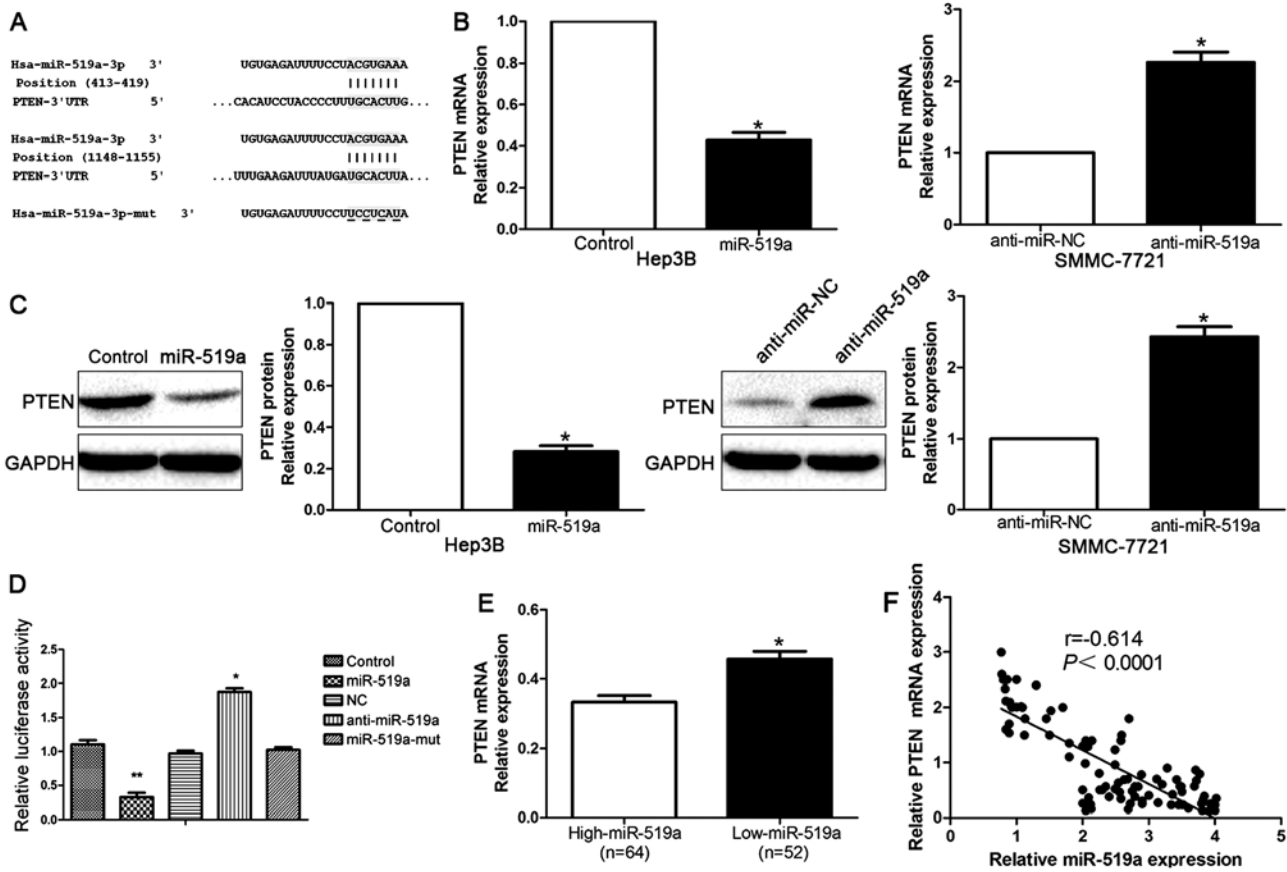 A
Hsa-miR-519a-3p 3' UGUGAGAUUUUCCUACGUGAAA
Position (413-419) | | | | | | |
PTEN-3'UTR 5' ...CACAUCCUACCCCUUUGCACUUG...
Hsa-miR-519a-3p 3' UGUGAGAUUUUCCUACGUGAAA
Position (1148-1155) | | | | | | |
PTEN-3'UTR 5' ...UUUGAAGAUUUAUGAUGCACUUA...
Hsa-miR-519a-3p-mut 3' UGUGAGAUUUUCCUUCCUCAUA
B
PTEN mRNA
Relative expression
1.0
0.8
0.6
0.4
0.2
0.0
*
Control
miR-519a
Hep3B
PTEN mRNA
Relative expression
3
2
1
0
*
anti-miR-NC
anti-miR-519a
SMMC-7721
C
Control miR-519a
PTEN
GAPDH
PTEN protein
Relative expression
1.0
0.8
0.6
0.4
0.2
0.0
*
Control
miR-519a
Hep3B
anti-miR-NC
anti-miR-519a
PTEN
GAPDH
PTEN protein
Relative expression
3
2
1
0
*
anti-miR-NC
anti-miR-519a
SMMC-7721
D
Relative luciferase activity
2.5
2.0
1.5
1.0
0.5
0.0
**
*
Control
miR-519a
NC
anti-miR-519a
miR-519a-mut
E
PTEN mRNA
Relative expression
0.6
0.4
0.2
0.0
*
High-miR-519a
(n=64)
Low-miR-519a
(n=52)
F
Relative PTEN mRNA expression
4
3
2
1
0
r=-0.614
P< 0.0001
0 1 2 3 4 5
Relative miR-519a expression